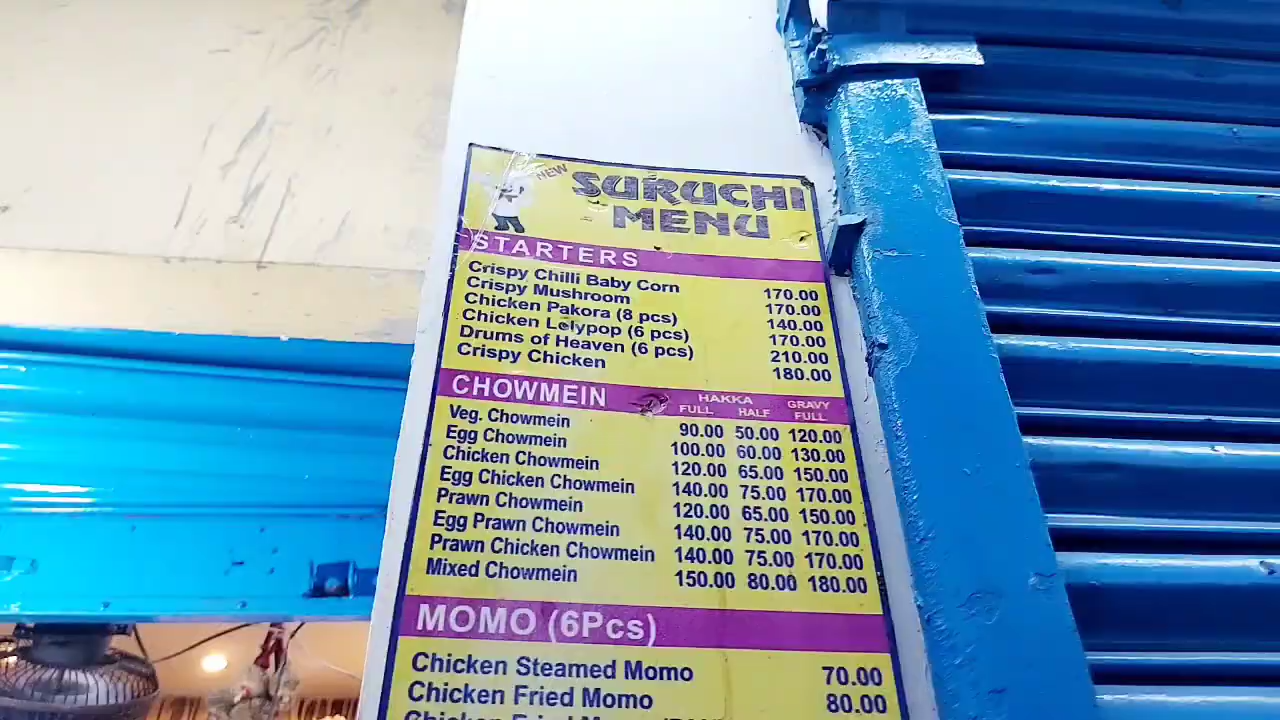 NEW
SURUCHI
MENU
STARTERS
Crispy Chilli Baby Corn 170.00
Crispy Mushroom 170.00
Chicken Pakora (8 pcs) 140.00
Chicken Lolypop (6 pcs) 170.00
Drums of Heaven (6 pcs) 210.00
Crispy Chicken 180.00
CHOWMEIN HAKKA GRAVY
FULL HALF FULL
Veg. Chowmein 90.00 50.00 120.00
Egg Chowmein 100.00 60.00 130.00
Chicken Chowmein 120.00 65.00 150.00
Egg Chicken Chowmein 140.00 75.00 170.00
Prawn Chowmein 120.00 65.00 150.00
Egg Prawn Chowmein 140.00 75.00 170.00
Prawn Chicken Chowmein 140.00 75.00 170.00
Mixed Chowmein 150.00 80.00 180.00
MOMO (6Pcs)
Chicken Steamed Momo 70.00
Chicken Fried Momo 80.00
Chicken Fried